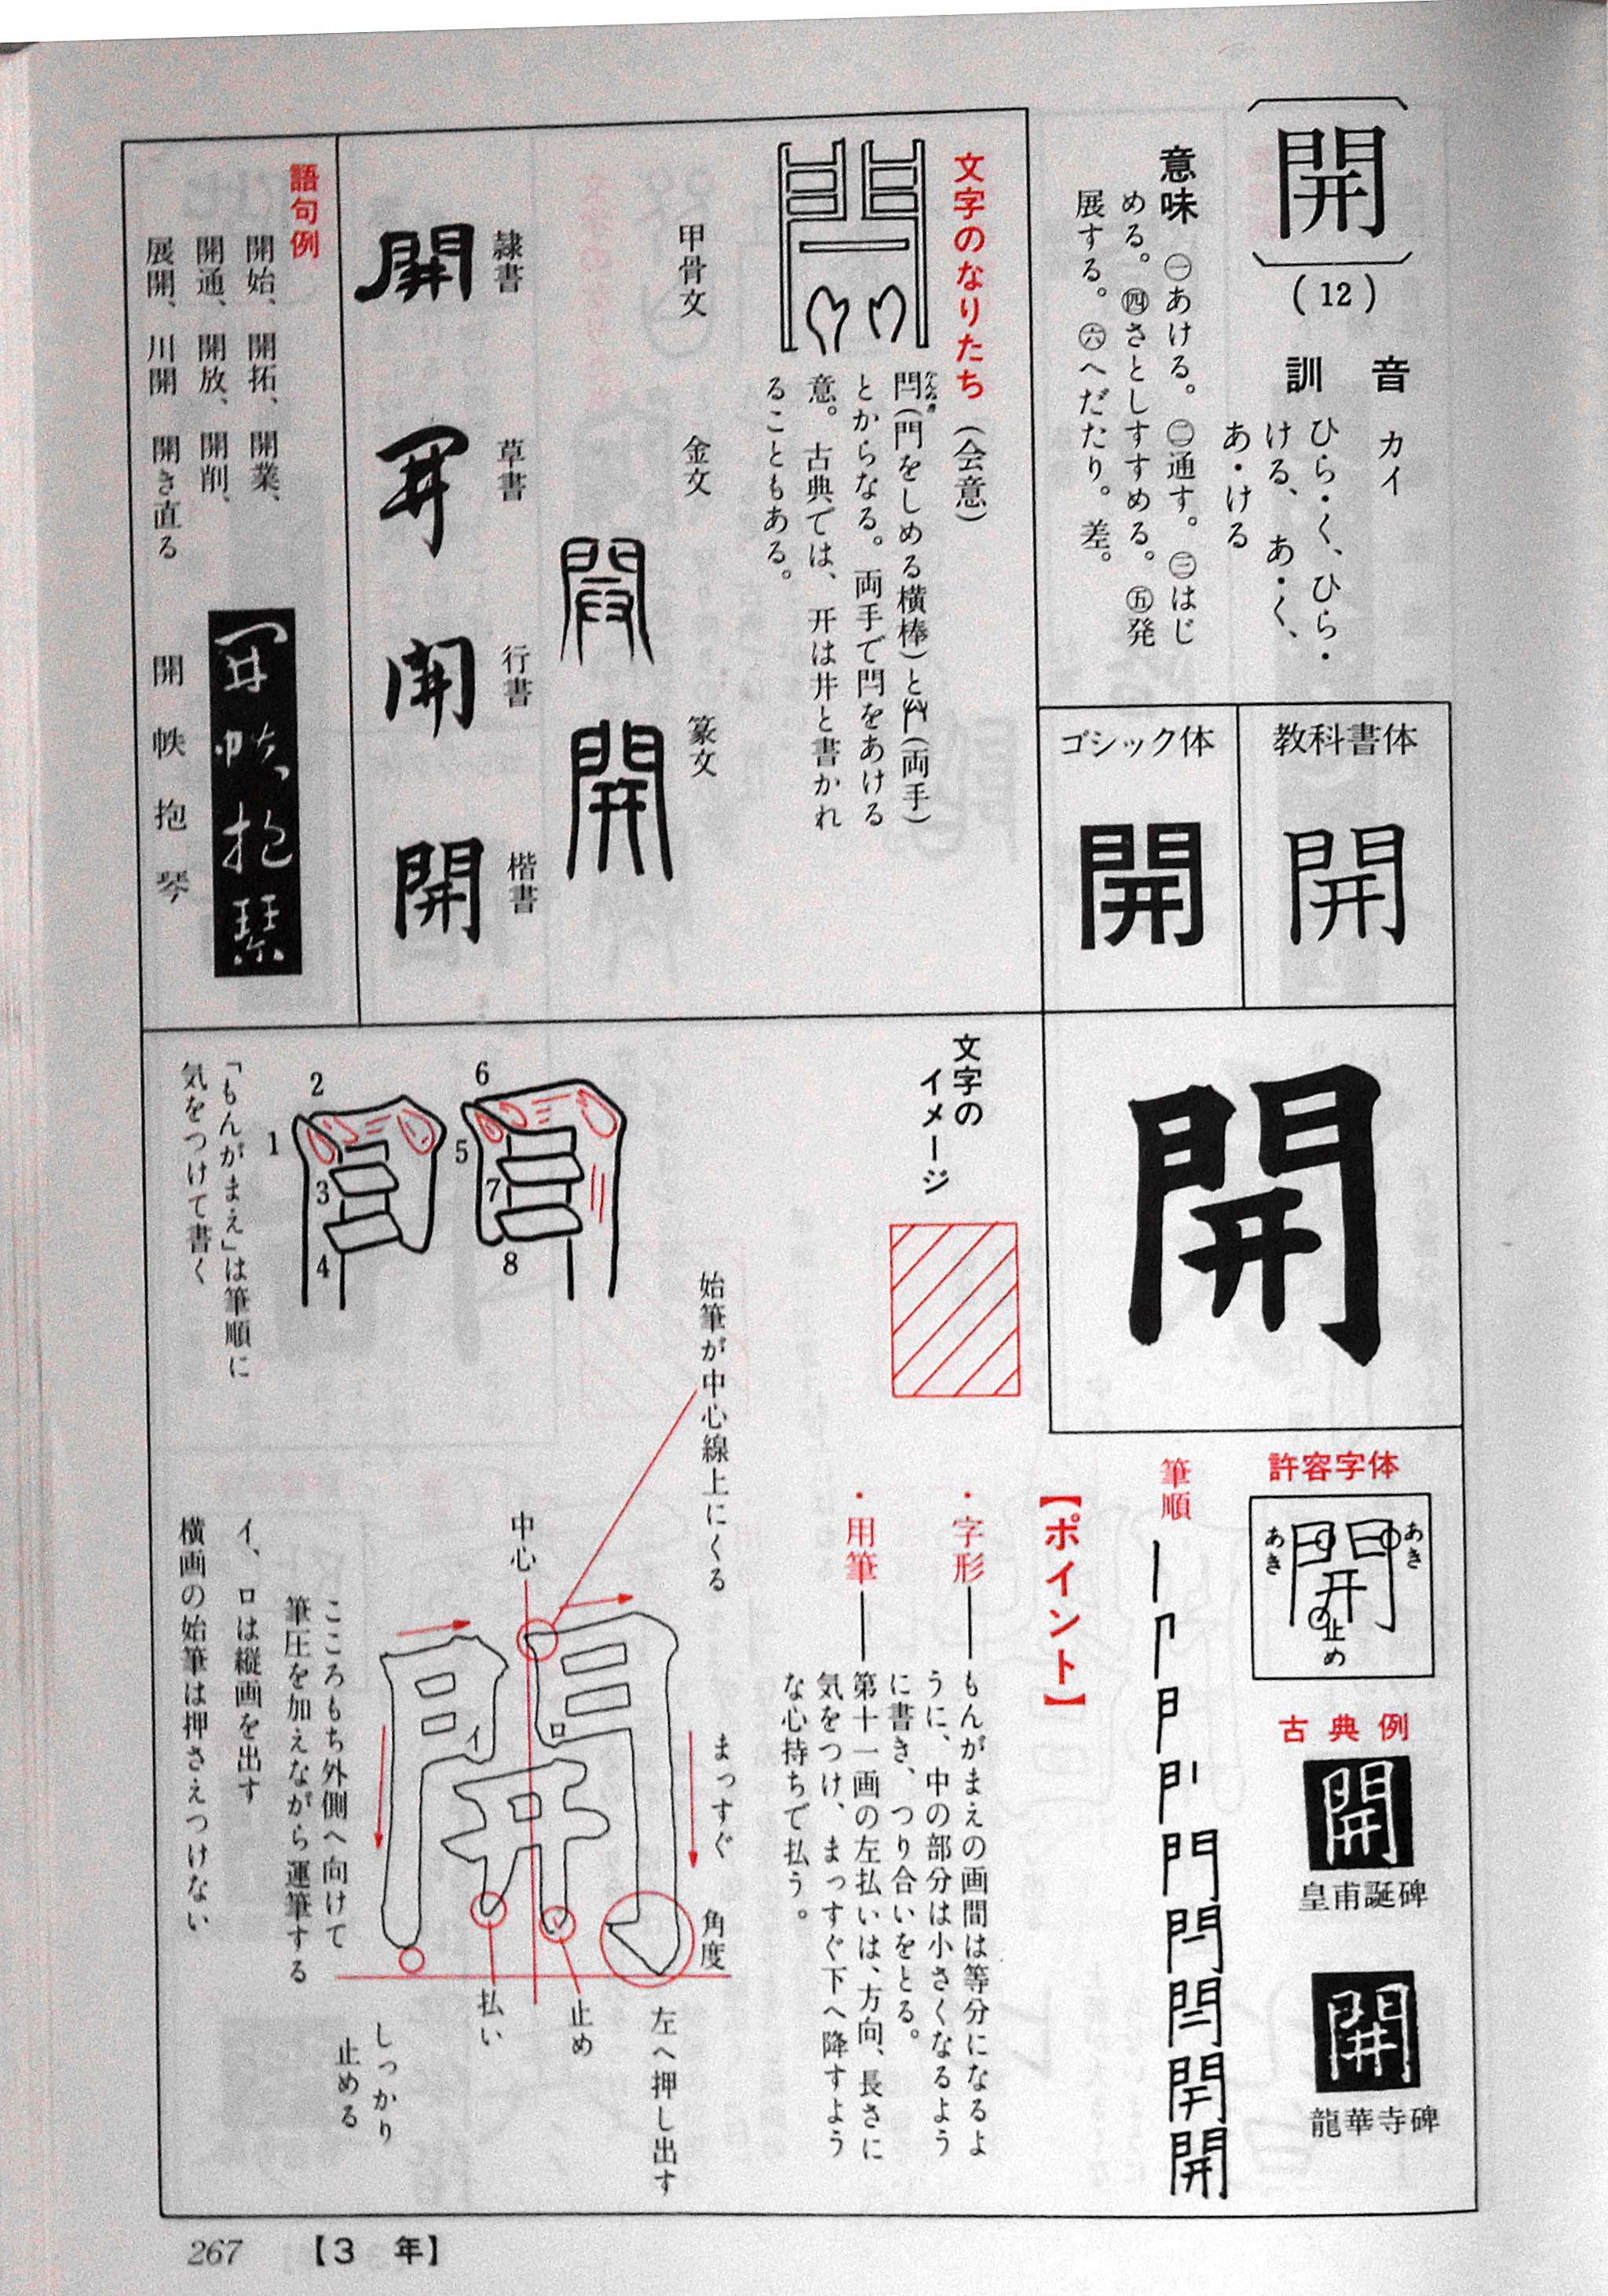 開
(12)
音 カイ
訓 ひら・く、ひら・
ける、あ・く、
あ・ける
意味 ㊀あける。㊁通す。㊂はじ
める。㊃さとしすすめる。㊄発
展する。㊅へだたり。差。
教科書体
開
ゴシック体
開
開
許容字体
開
あき
あき
止め
古典例
開
皇甫誕碑
開
龍華寺碑
筆順
開
文字のなりたち（会意）
閂(門をしめる横棒)と廾(両手)
かんぬき
とからなる。両手で閂をあける
意。古典では、开は井と書かれ
ることもある。
甲骨文
金文
篆文
開
隷書
開
草書
開
行書
開
楷書
開
語句例
開始、開拓、開業、
開通、開放、開削、
展開、川開 開き直る
開帙抱琴
開帙抱琴
文字の
イメージ
【ポイント】
・字形―もんがまえの画間は等分になるよ
うに、中の部分は小さくなるよう
に書き、つり合いをとる。
・用筆―第十一画の左払いは、方向、長さに
気をつけ、まっすぐ下へ降すよう
な心持ちで払う。
6
5
7
8
2
1
3
4
「もんがまえ」は筆順に
気をつけて書く
始筆が中心線上にくる
中心
まっすぐ
角度
左へ押し出す
イ
ロ
止め
払い
しっかり
止める
こころもち外側へ向けて
筆圧を加えながら運筆する
イ、ロは縦画を出す
横画の始筆は押さえつけない
267 【3 年】